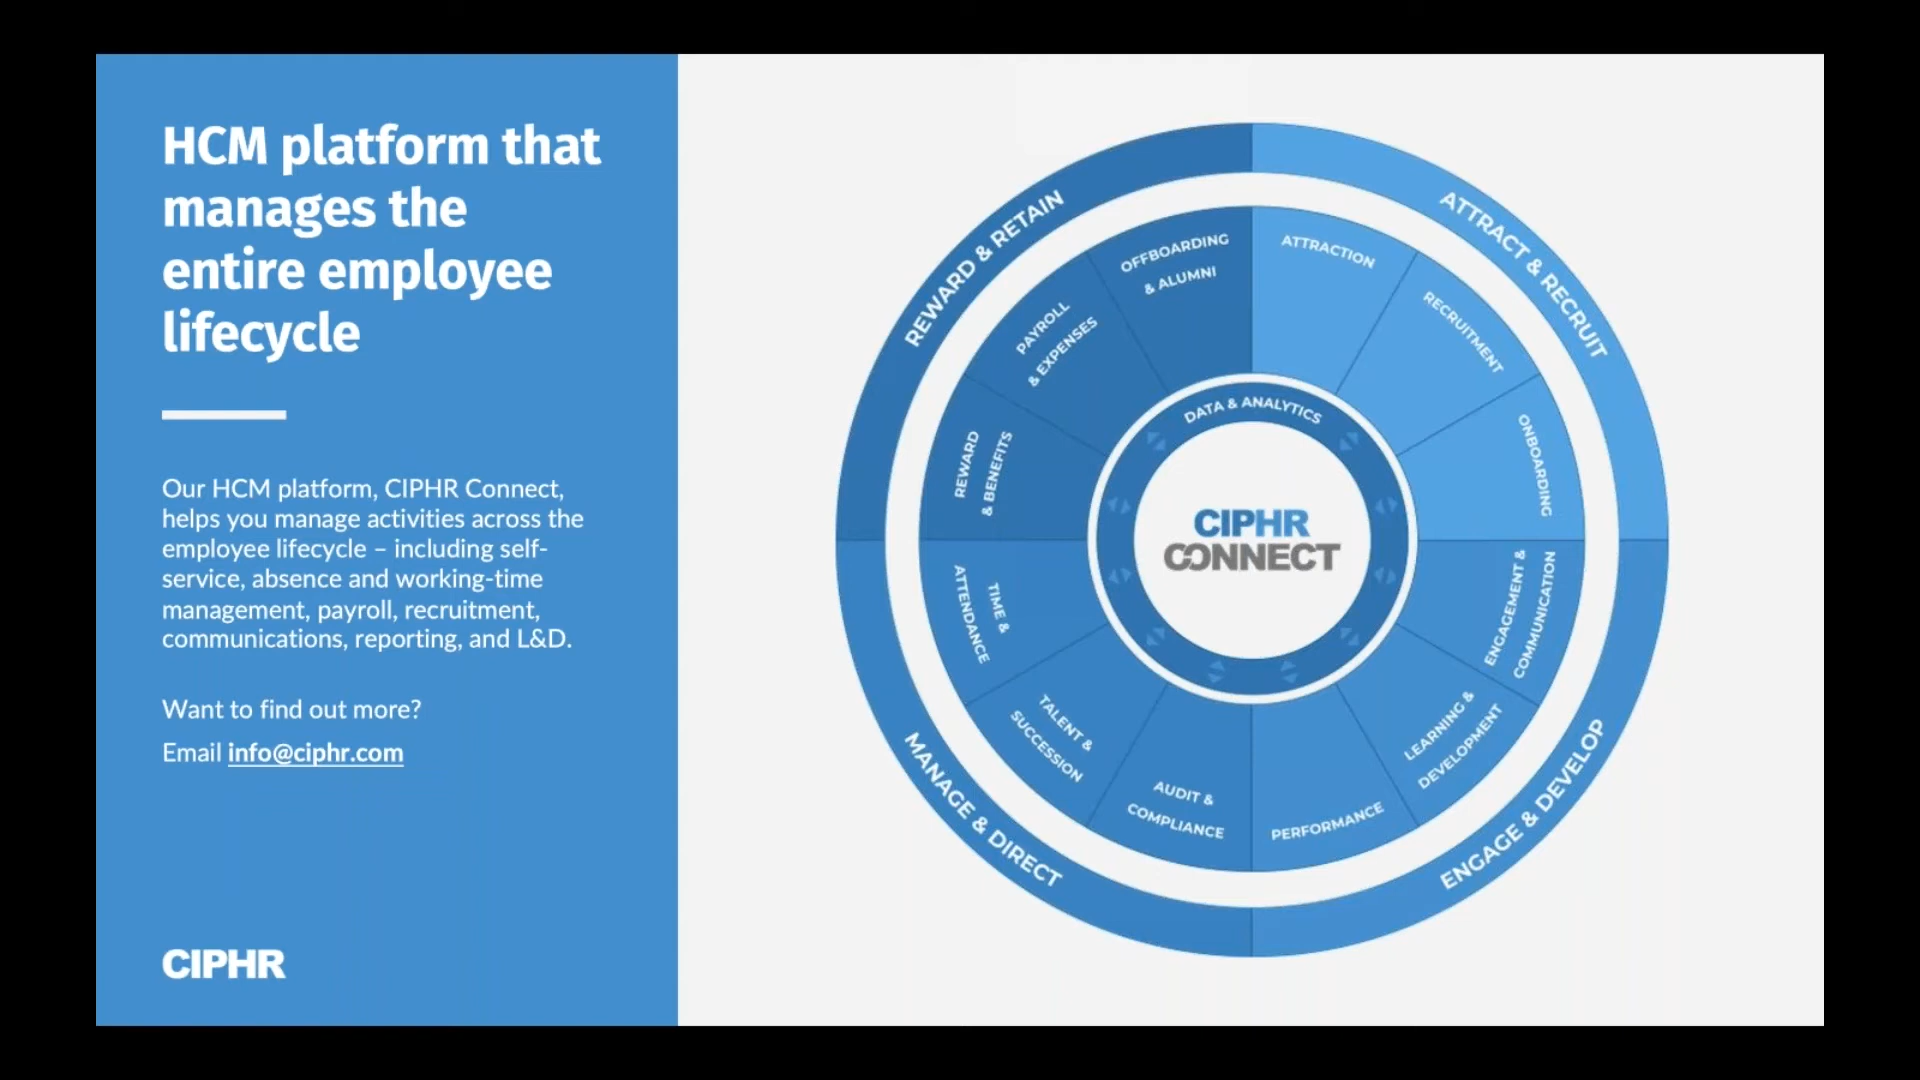 HCM platform that
manages the
entire employee
lifecycle
Our HCM platform, CIPHR Connect,
helps you manage activities across the
employee lifecycle – including self-
service, absence and working-time
management, payroll, recruitment,
communications, reporting, and L&D.
Want to find out more?
Email info@ciphr.com
CIPHR
ATTRACT & RECRUIT
ENGAGE & DEVELOP
MANAGE & DIRECT
REWARD & RETAIN
ATTRACTION
RECRUITMENT
ONBOARDING
ENGAGEMENT &
COMMUNICATION
LEARNING &
DEVELOPMENT
PERFORMANCE
AUDIT &
COMPLIANCE
TALENT &
SUCCESSION
TIME &
ATTENDANCE
REWARD
& BENEFITS
PAYROLL
& EXPENSES
OFFBOARDING
& ALUMNI
DATA & ANALYTICS
CIPHR
CONNECT